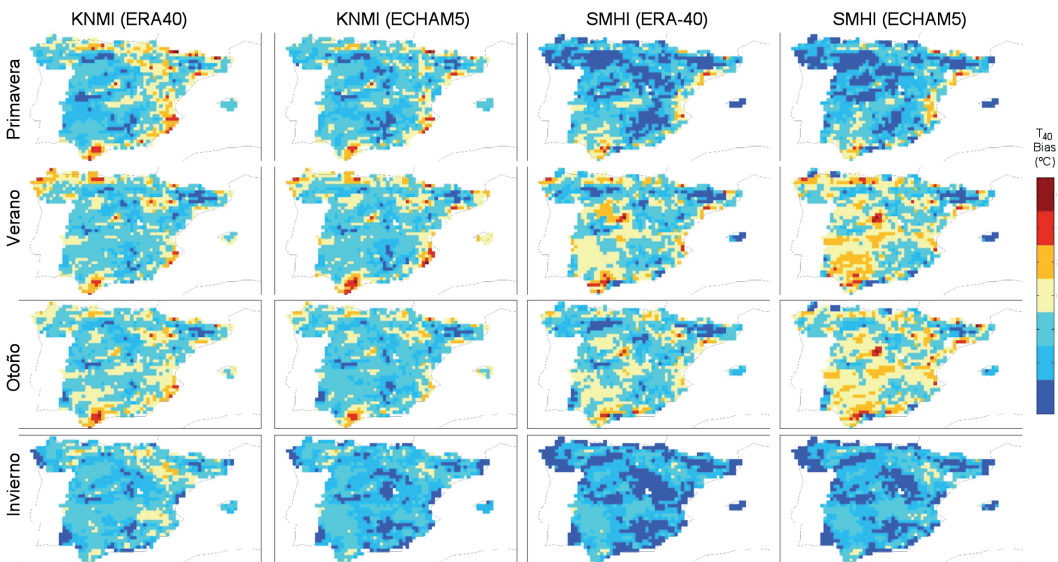 KNMI (ERA40) KNMI (ECHAM5) SMHI (ERA-40) SMHI (ECHAM5)
Primavera
Verano
Otoño
Invierno
T40
Bias
(ºC)